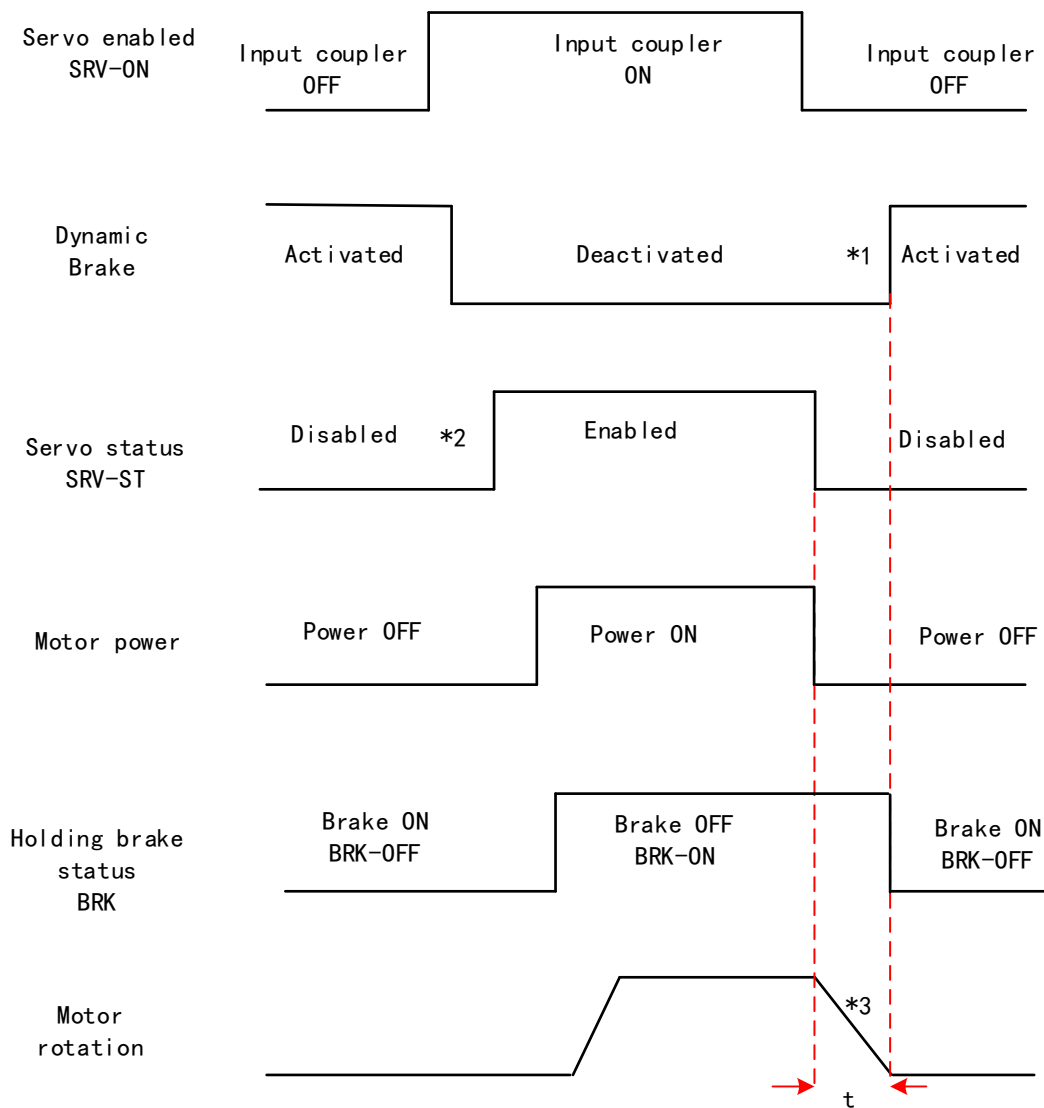 Servo enabled
SRV-ON
Input coupler
OFF
Input coupler
ON
Input coupler
OFF
Dynamic
Brake
Activated
Deactivated
*1
Activated
Servo status
SRV-ST
Disabled
*2
Enabled
Disabled
Motor power
Power OFF
Power ON
Power OFF
Holding brake
status
BRK
Brake ON
BRK-OFF
Brake OFF
BRK-ON
Brake ON
BRK-OFF
Motor
rotation
*3
t